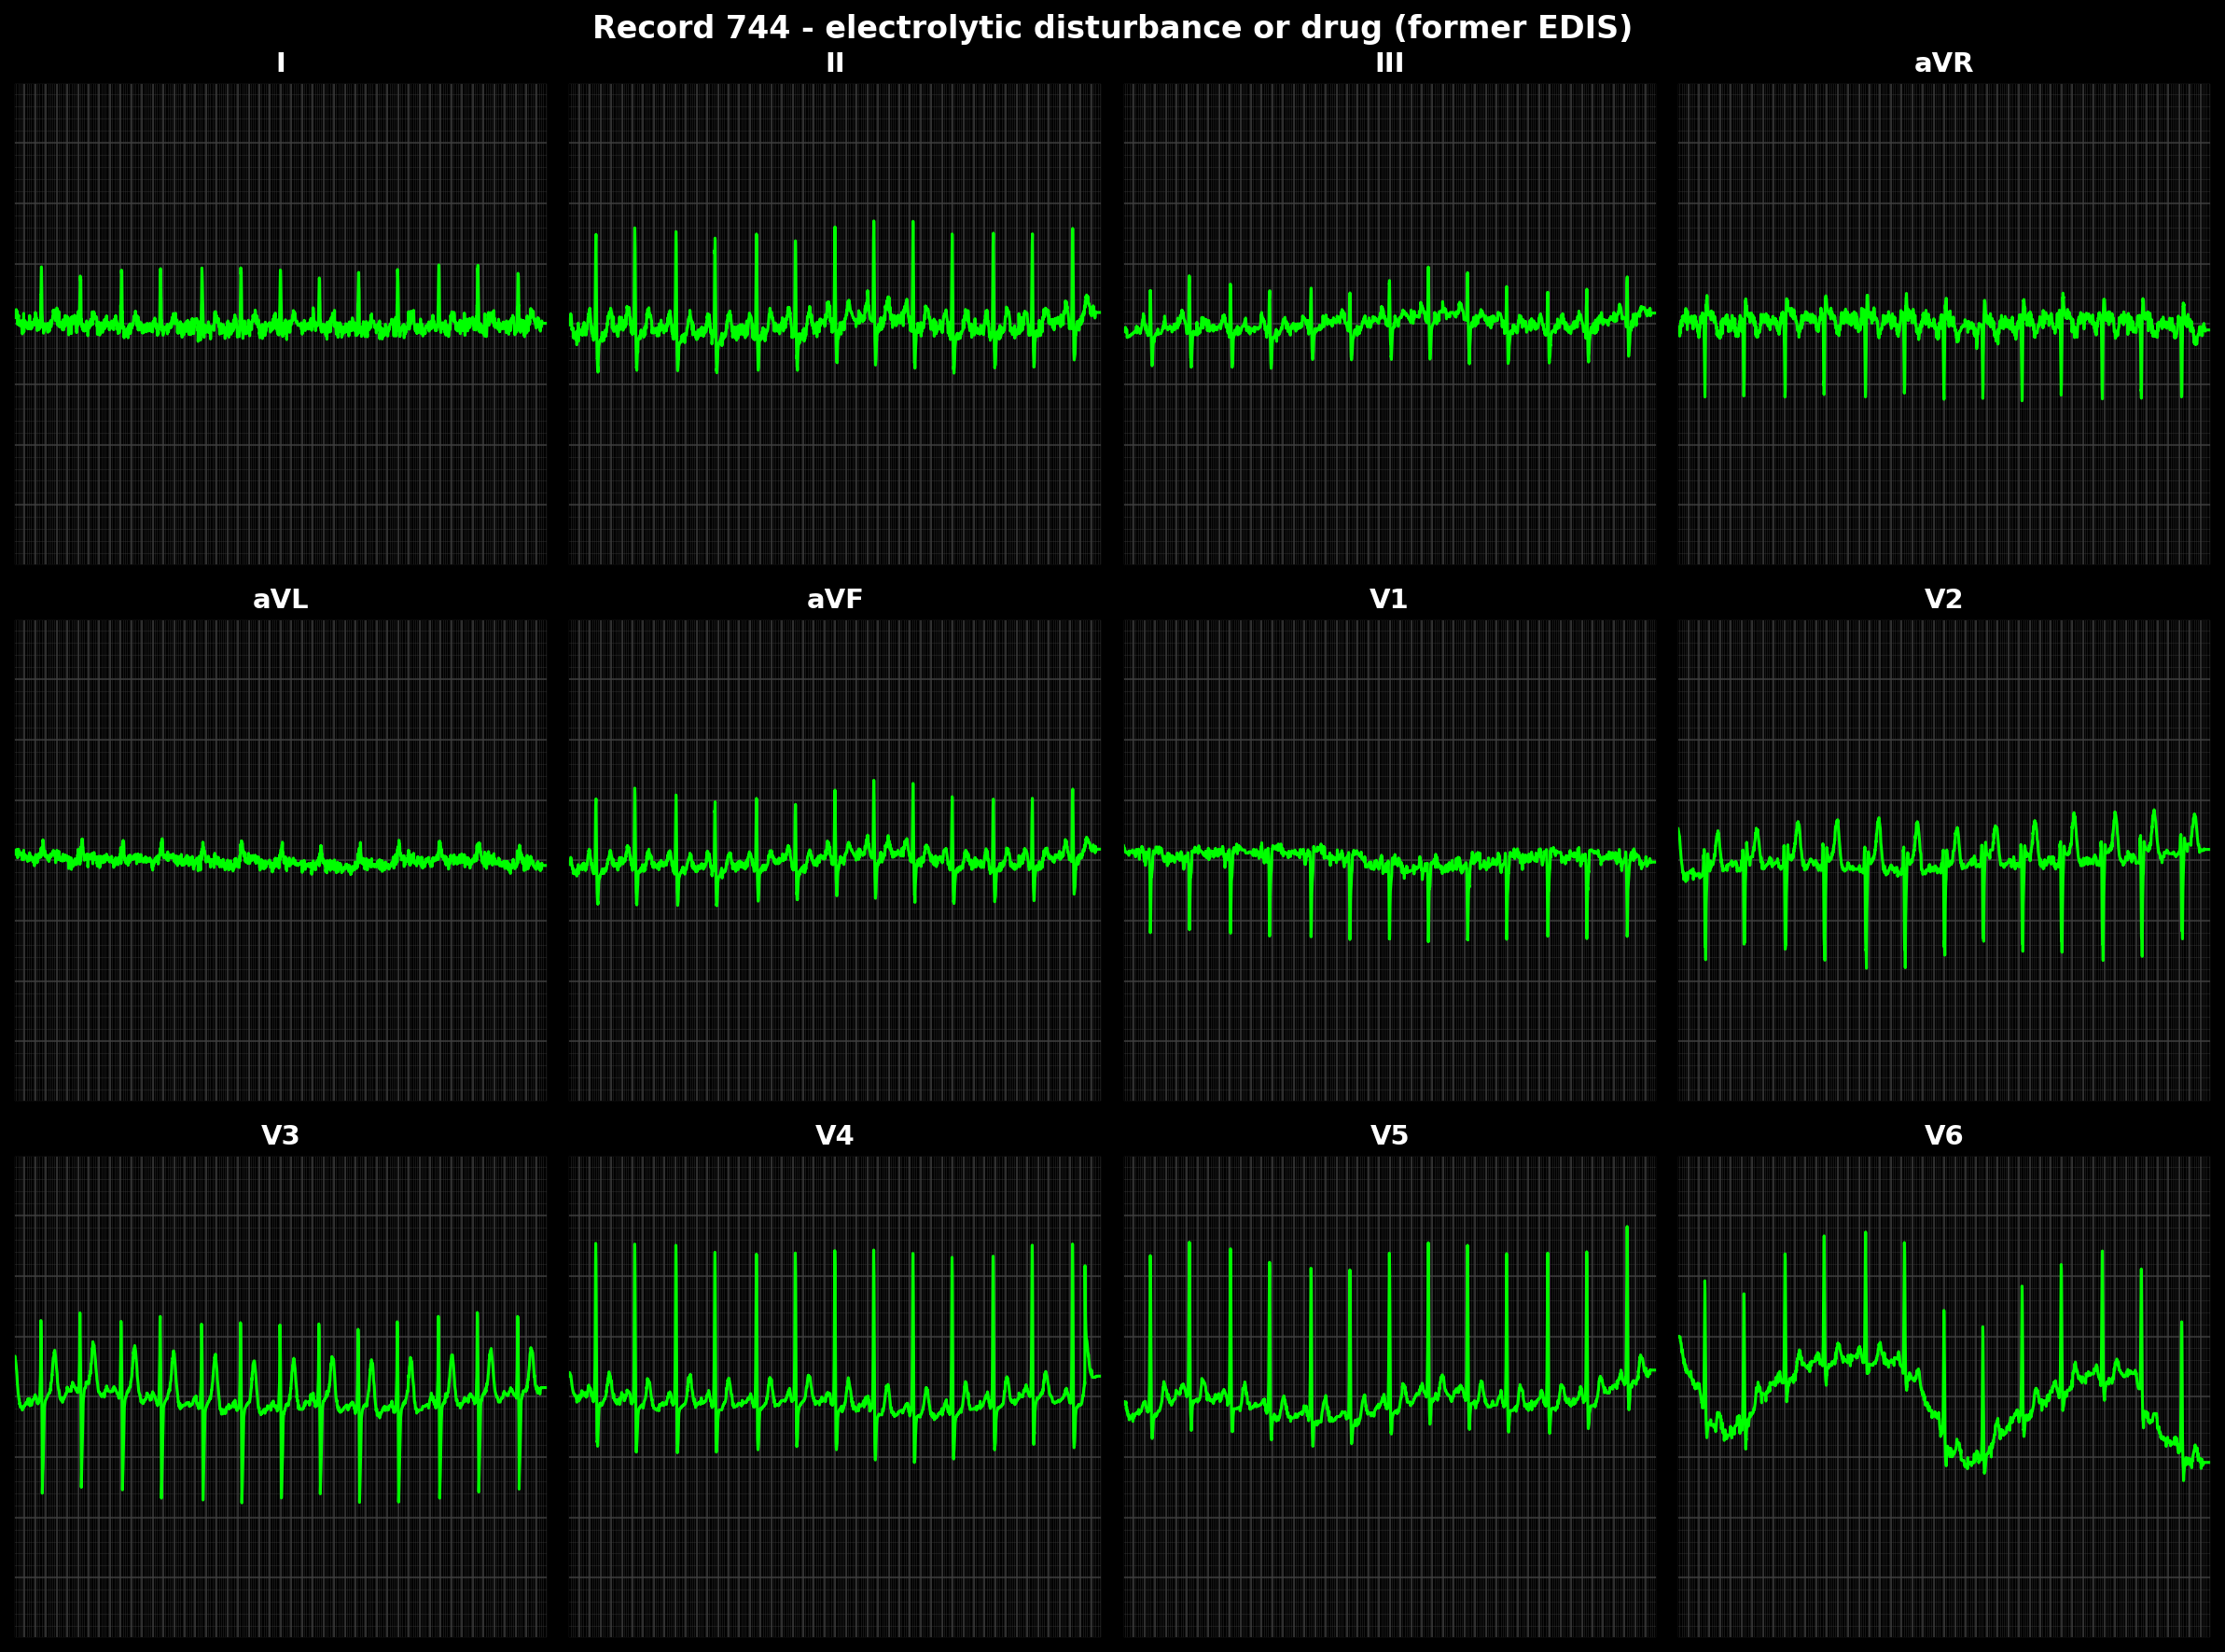 Record 744 - electrolytic disturbance or drug (former EDIS)
I
II
III
aVR
aVL
aVF
V1
V2
V3
V4
V5
V6